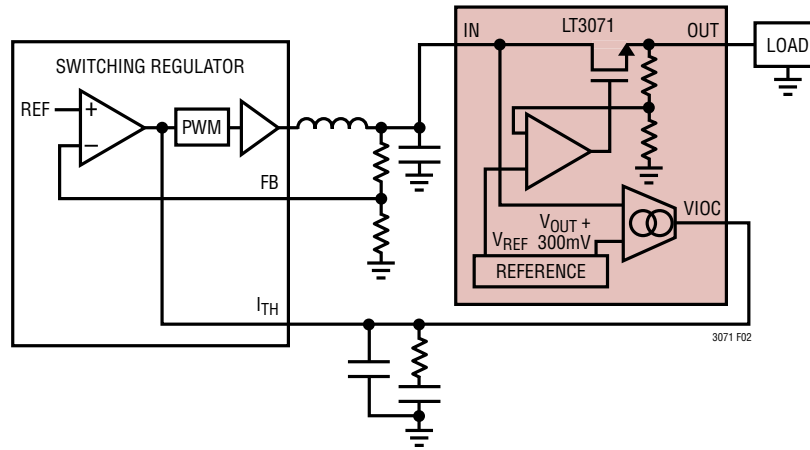 SWITCHING REGULATOR
REF
+
–
PWM
FB
ITH
IN
LT3071
OUT
LOAD
VREF
VOUT +
300mV
VIOC
REFERENCE
3071 F02